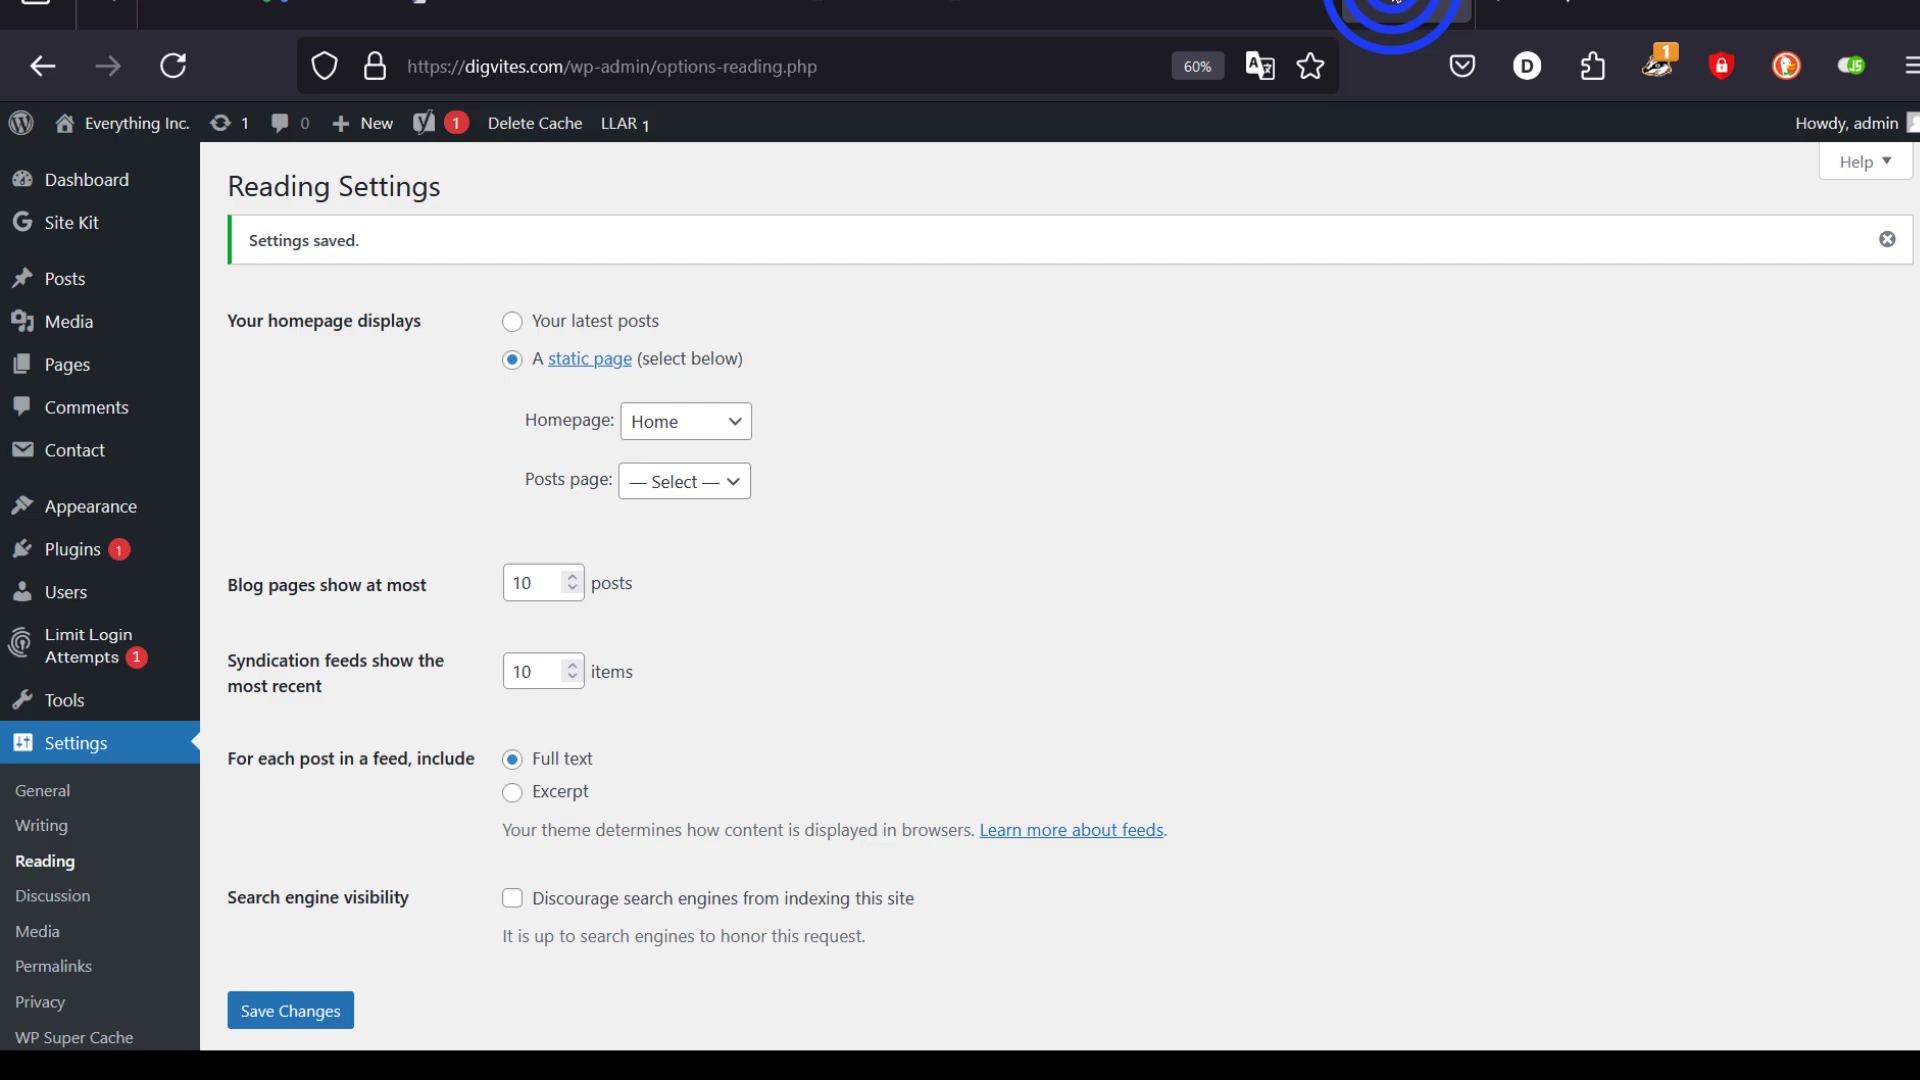 https://digvites.com/wp-admin/options-reading.php
60%
D
1
JS
Everything Inc.
1
0
New
1
Delete Cache
LLAR 1
Howdy, admin
Help
Dashboard
Site Kit
Posts
Media
Pages
Comments
Contact
Appearance
Plugins 1
Users
Limit Login
Attempts 1
Tools
Settings
General
Writing
Reading
Discussion
Media
Permalinks
Privacy
WP Super Cache
Reading Settings
Settings saved.
Your homepage displays
Your latest posts
A static page (select below)
Homepage: Home
Posts page: — Select —
Blog pages show at most
10 posts
Syndication feeds show the
most recent
10 items
For each post in a feed, include
Full text
Excerpt
Your theme determines how content is displayed in browsers. Learn more about feeds.
Search engine visibility
Discourage search engines from indexing this site
It is up to search engines to honor this request.
Save Changes